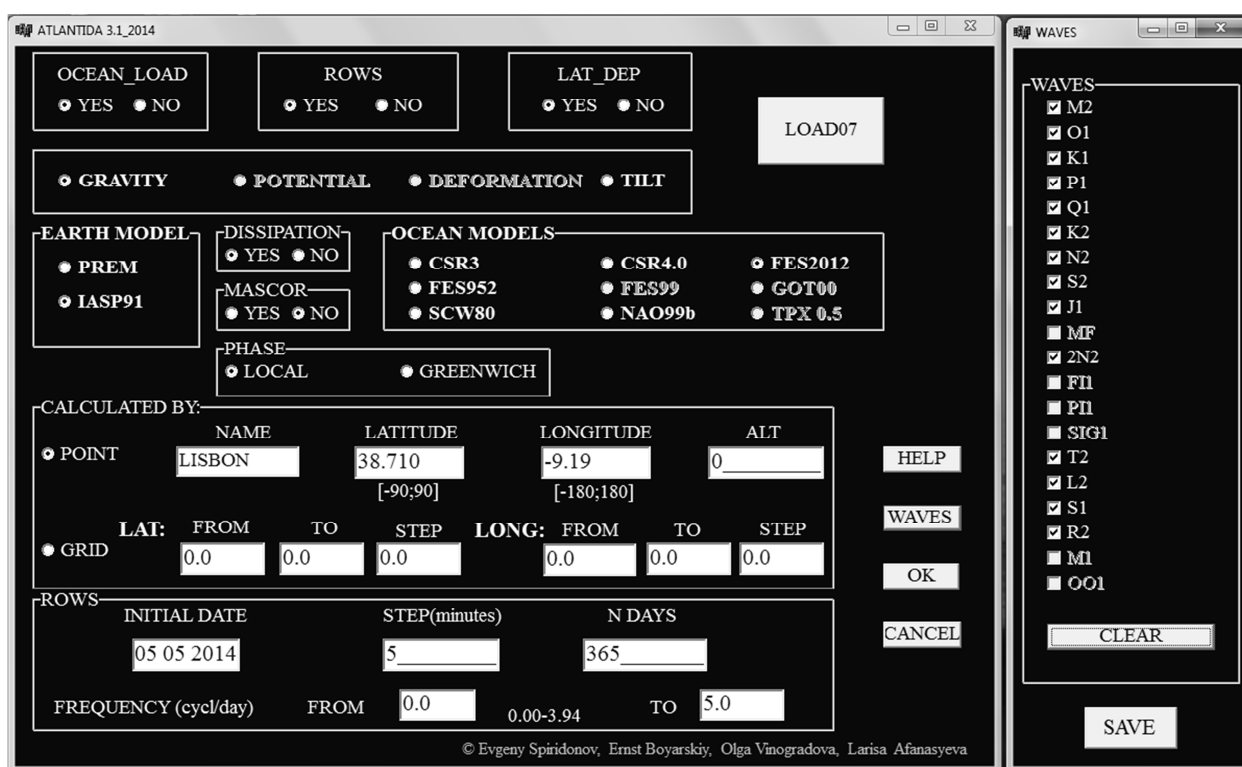 ATLANTIDA 3.1_2014
OCEAN_LOAD
YES NO
ROWS
YES NO
LAT_DEP
YES NO
LOAD07
GRAVITY POTENTIAL DEFORMATION TILT
EARTH MODEL
PREM
IASP91
DISSIPATION
YES NO
MASCOR
YES NO
OCEAN MODELS
CSR3 CSR4.0 FES2012
FES952 FES99 GOT00
SCW80 NAO99b TPX 0.5
PHASE
LOCAL GREENWICH
CALCULATED BY:
NAME LATITUDE LONGITUDE ALT
POINT LISBON 38.710 -9.19 0________
[-90;90] [-180;180]
LAT: FROM TO STEP LONG: FROM TO STEP
GRID 0.0 0.0 0.0 0.0 0.0 0.0
ROWS
INITIAL DATE STEP(minutes) N DAYS
05 05 2014 5________ 365_______
FREQUENCY (cycl/day) FROM 0.0 0.00-3.94 TO 5.0
HELP
WAVES
OK
CANCEL
© Evgeny Spiridonov, Ernst Boyarskiy, Olga Vinogradova, Larisa Afanasyeva
WAVES
WAVES
M2
O1
K1
P1
Q1
K2
N2
S2
J1
MF
2N2
FI1
PI1
SIG1
T2
L2
S1
R2
M1
OO1
CLEAR
SAVE